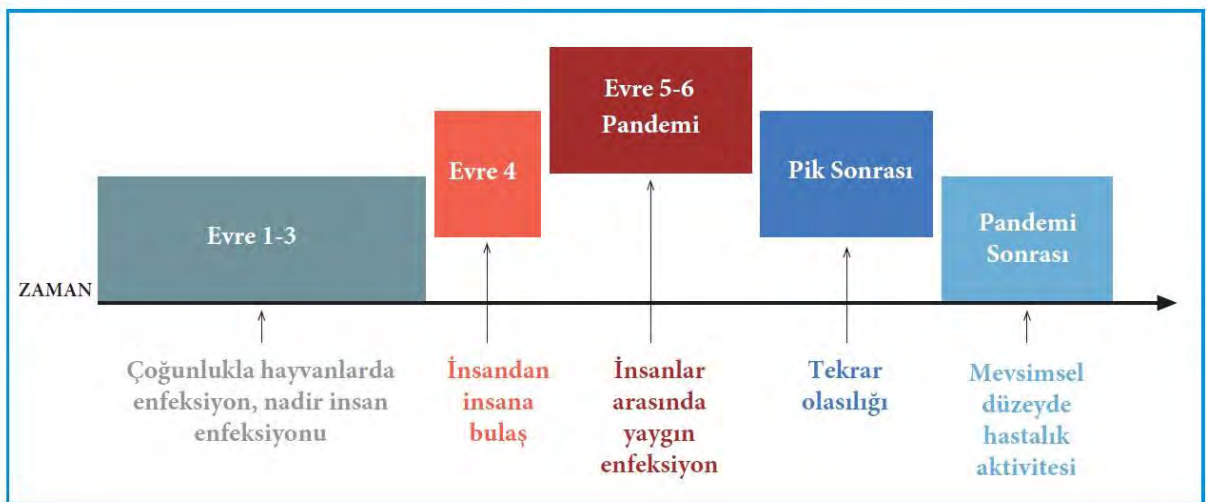 Evre 5-6
Pandemi
Evre 4
Pik Sonrası
Evre 1-3
Pandemi
Sonrası
ZAMAN
Çoğunlukla hayvanlarda
enfeksiyon, nadir insan
enfeksiyonu
İnsandan
insana
bulaş
İnsanlar
arasında
yaygın
enfeksiyon
Tekrar
olasılığı
Mevsimsel
düzeyde
hastalık
aktivitesi